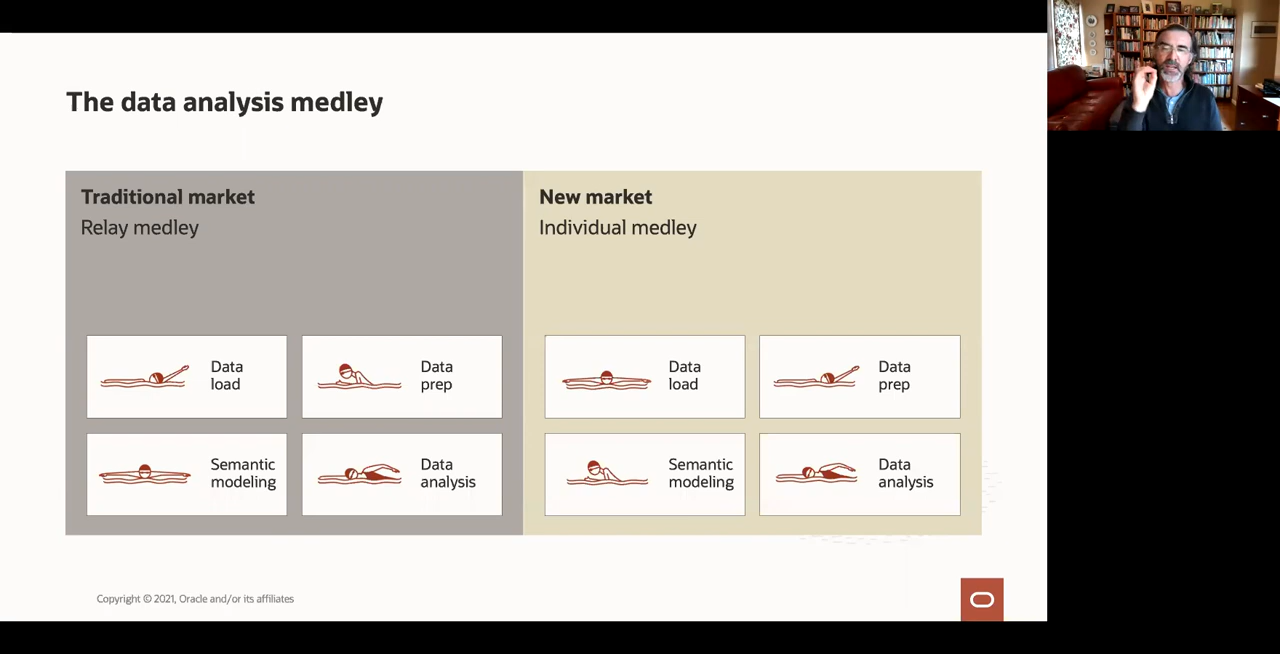 The data analysis medley
Traditional market
Relay medley
Data
load
Data
prep
Semantic
modeling
Data
analysis
New market
Individual medley
Data
load
Data
prep
Semantic
modeling
Data
analysis
Copyright © 2021, Oracle and/or its affiliates